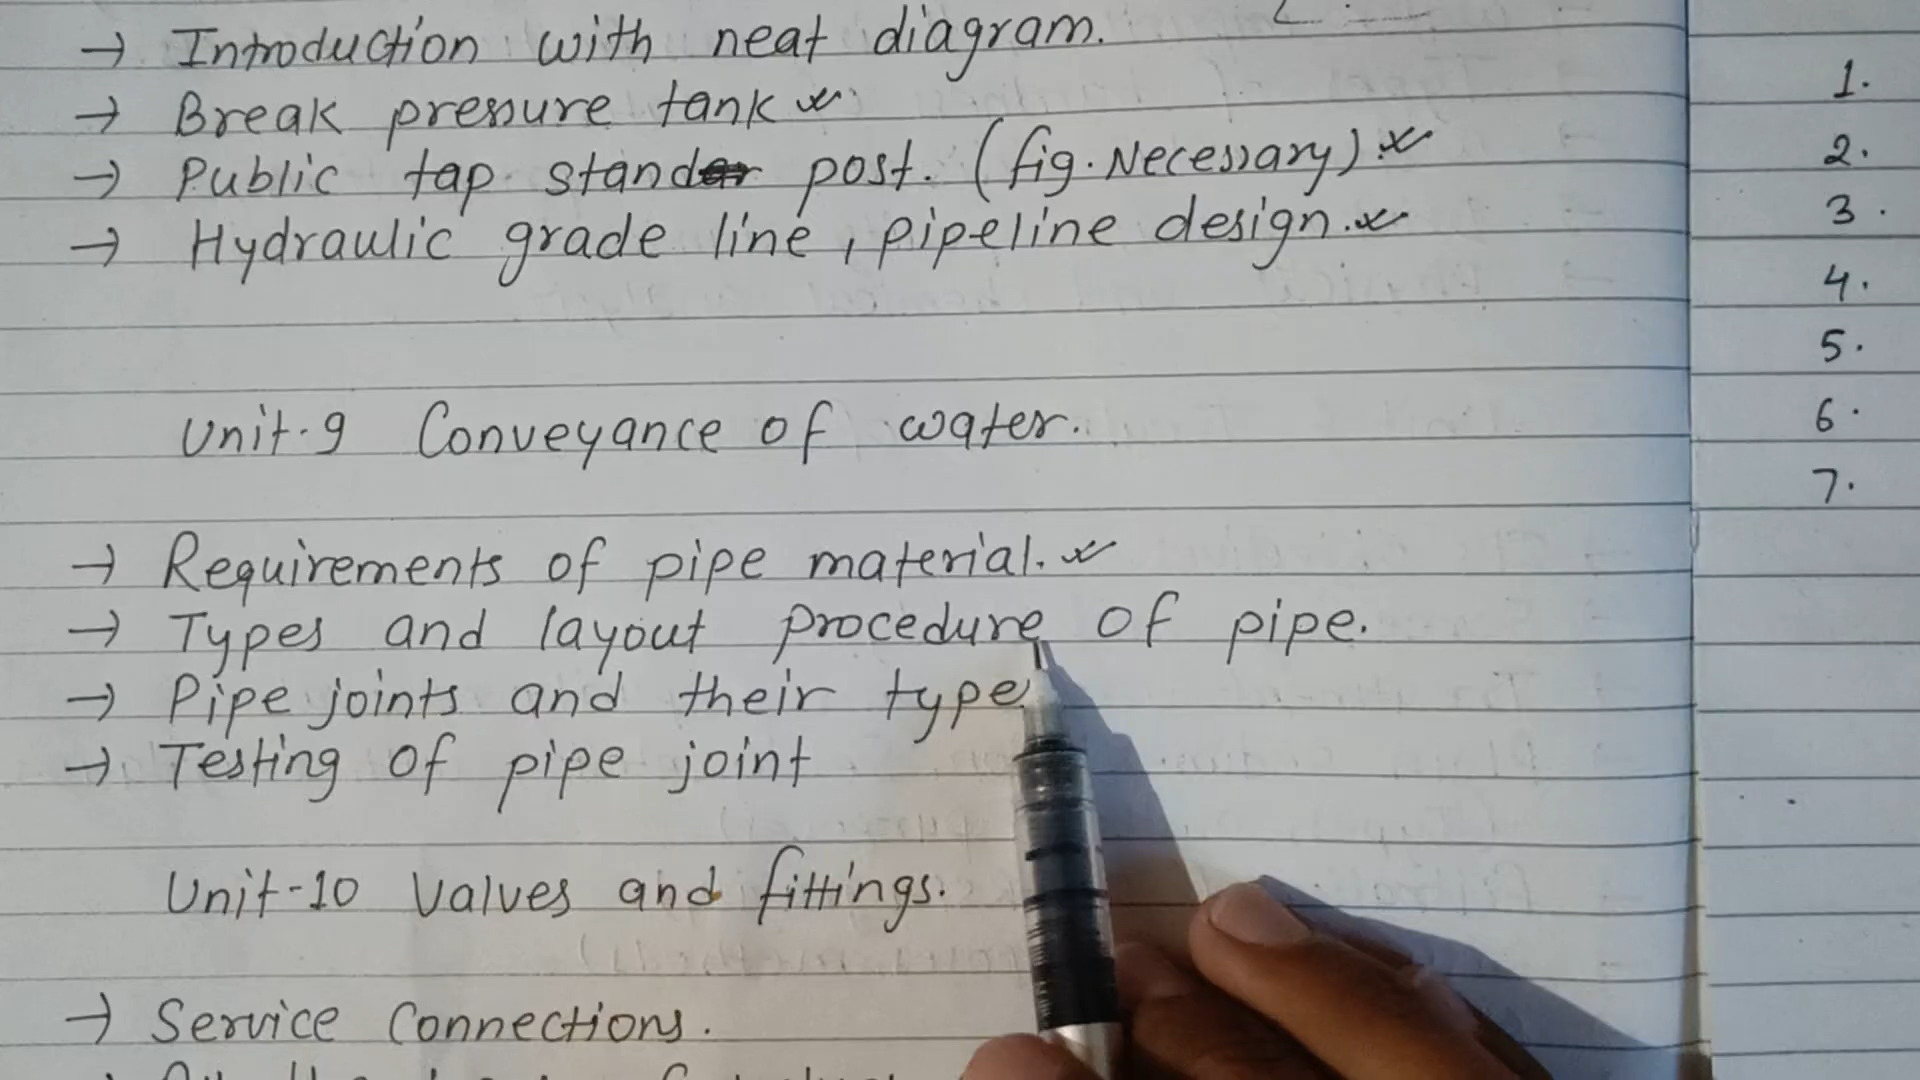 → Introduction with neat diagram.
→ Break pressure tank
→ Public tap stand post. (fig. Necessary)
→ Hydraulic grade line, pipeline design.
Unit-9 Conveyance of water.
→ Requirements of pipe material.
→ Types and layout procedure of pipe.
→ Pipe joints and their type
→ Testing of pipe joint
Unit-10 Valves and fittings.
→ Service Connections.
1.
2.
3.
4.
5.
6.
7.